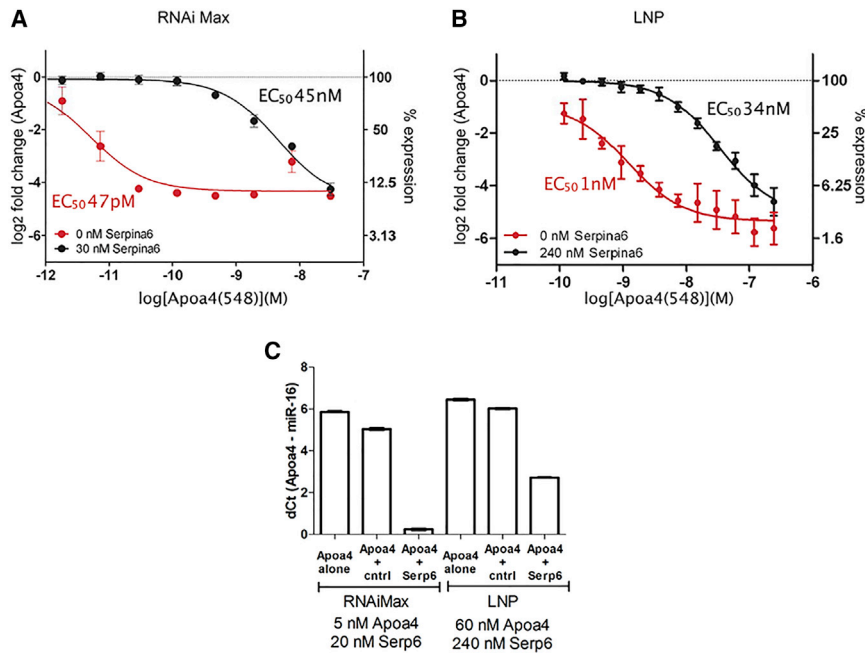 A
RNAi Max
log2 fold change (Apoa4)
0
-2
-4
-6
100
50
12.5
3.13
% expression
EC50 45nM
EC50 47pM
0 nM Serpina6
30 nM Serpina6
-12
-11
-10
-9
-8
-7
log[Apoa4(548)](M)
B
LNP
log2 fold change (Apoa4)
0
-2
-4
-6
100
25
6.25
1.6
% expression
EC50 34nM
EC50 1nM
0 nM Serpina6
240 nM Serpina6
-11
-10
-9
-8
-7
-6
log[Apoa4(548)](M)
C
dCt (Apoa4 - miR-16)
8
6
4
2
0
Apoa4 alone
Apoa4 + cntrl
Apoa4 + Serp6
Apoa4 alone
Apoa4 + cntrl
Apoa4 + Serp6
RNAiMax
5 nM Apoa4
20 nM Serp6
LNP
60 nM Apoa4
240 nM Serp6